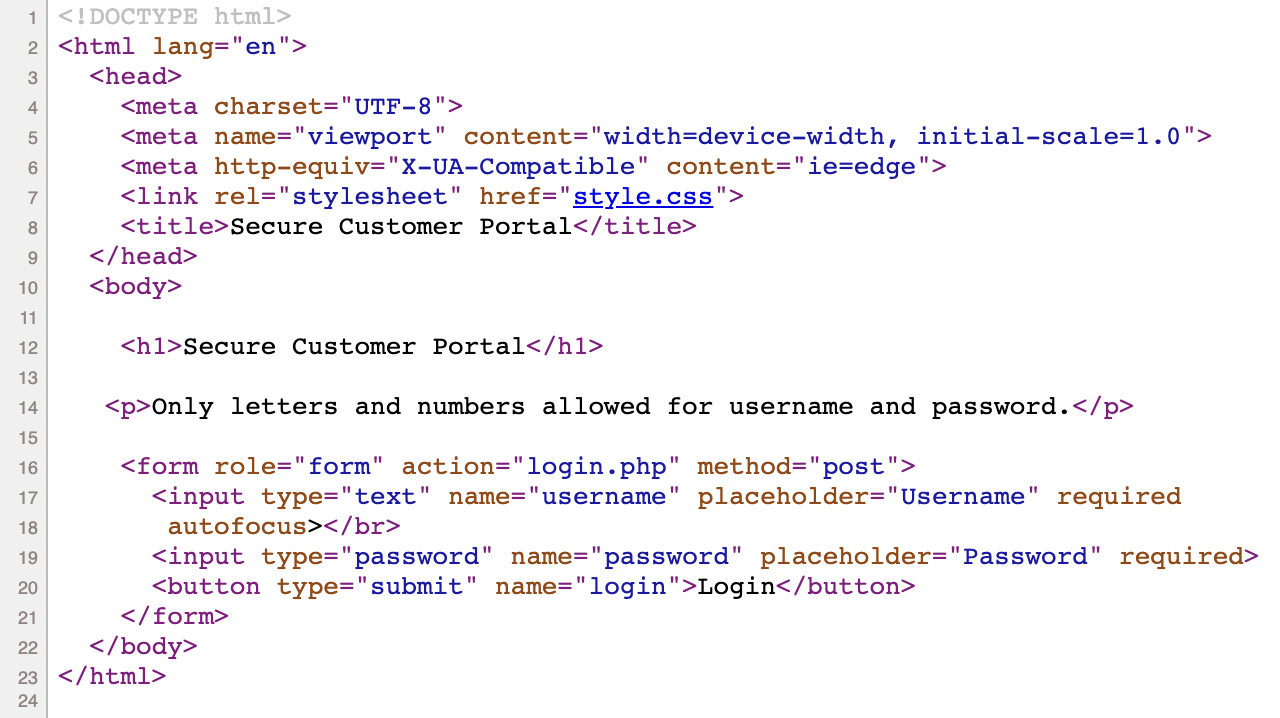 1 <!DOCTYPE html>
2 <html lang="en">
3   <head>
4     <meta charset="UTF-8">
5     <meta name="viewport" content="width=device-width, initial-scale=1.0">
6     <meta http-equiv="X-UA-Compatible" content="ie=edge">
7     <link rel="stylesheet" href="style.css">
8     <title>Secure Customer Portal</title>
9   </head>
10   <body>
11
12     <h1>Secure Customer Portal</h1>
13
14    <p>Only letters and numbers allowed for username and password.</p>
15
16     <form role="form" action="login.php" method="post">
17       <input type="text" name="username" placeholder="Username" required
18        autofocus></br>
19       <input type="password" name="password" placeholder="Password" required>
20       <button type="submit" name="login">Login</button>
21     </form>
22   </body>
23 </html>
24